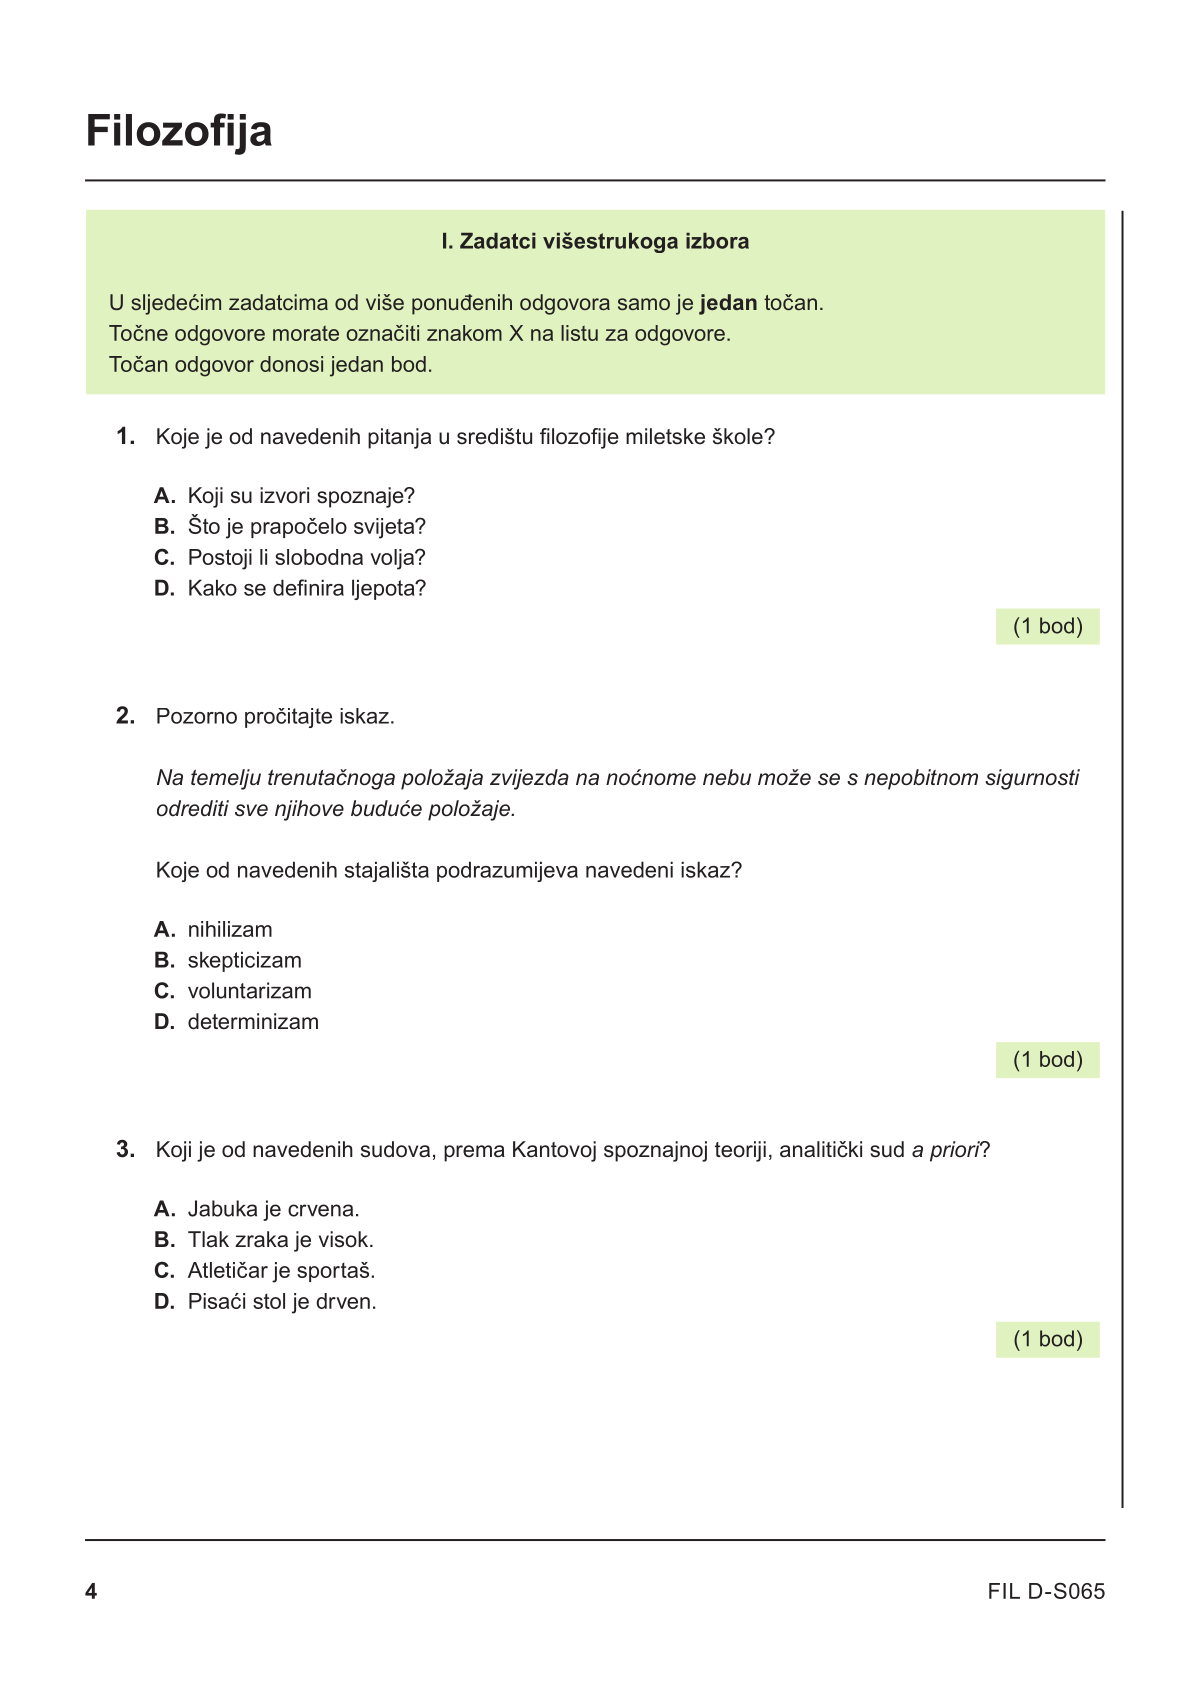 Filozofija
I. Zadatci višestrukoga izbora
U sljedećim zadatcima od više ponuđenih odgovora samo je jedan točan.
Točne odgovore morate označiti znakom X na listu za odgovore.
Točan odgovor donosi jedan bod.
1. Koje je od navedenih pitanja u središtu filozofije miletske škole?
A. Koji su izvori spoznaje?
B. Što je prapočelo svijeta?
C. Postoji li slobodna volja?
D. Kako se definira ljepota?
(1 bod)
2. Pozorno pročitajte iskaz.
Na temelju trenutačnoga položaja zvijezda na noćnome nebu može se s nepobitnom sigurnosti
odrediti sve njihove buduće položaje.
Koje od navedenih stajališta podrazumijeva navedeni iskaz?
A. nihilizam
B. skepticizam
C. voluntarizam
D. determinizam
(1 bod)
3. Koji je od navedenih sudova, prema Kantovoj spoznajnoj teoriji, analitički sud a priori?
A. Jabuka je crvena.
B. Tlak zraka je visok.
C. Atletičar je sportaš.
D. Pisaći stol je drven.
(1 bod)
4
FIL D-S065